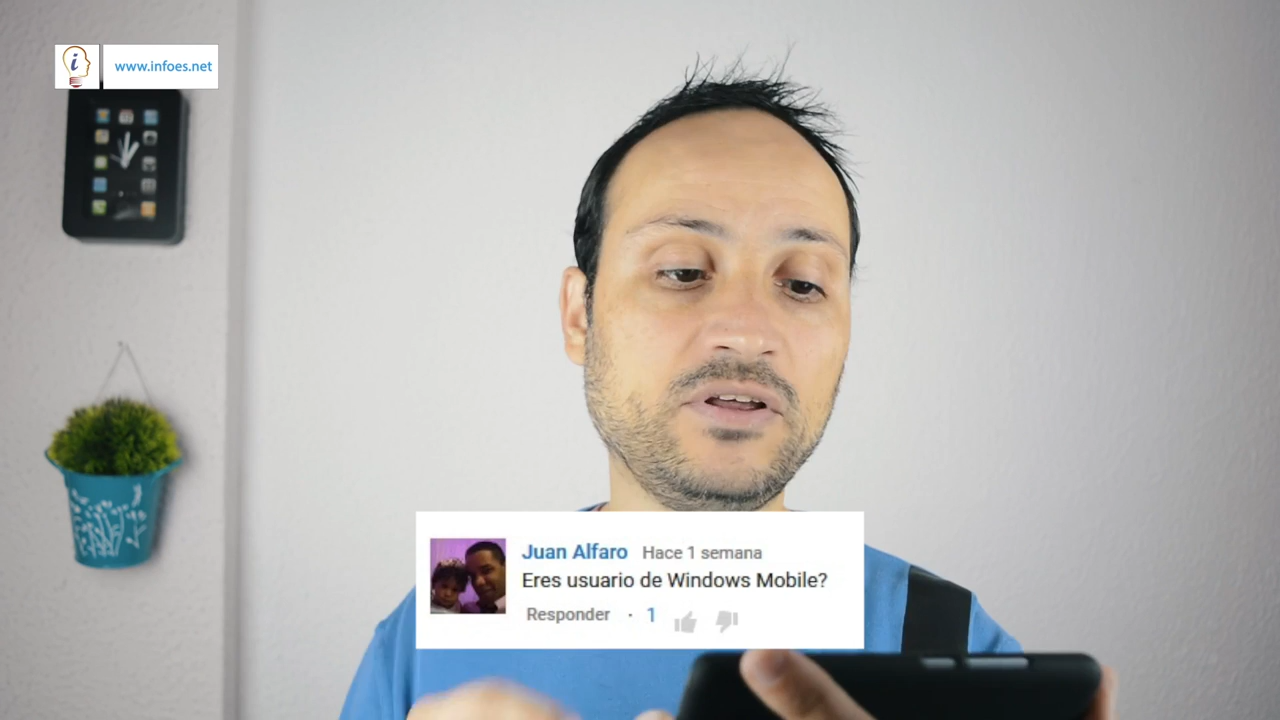 i
www.infoes.net
Juan Alfaro Hace 1 semana
Eres usuario de Windows Mobile?
Responder · 1